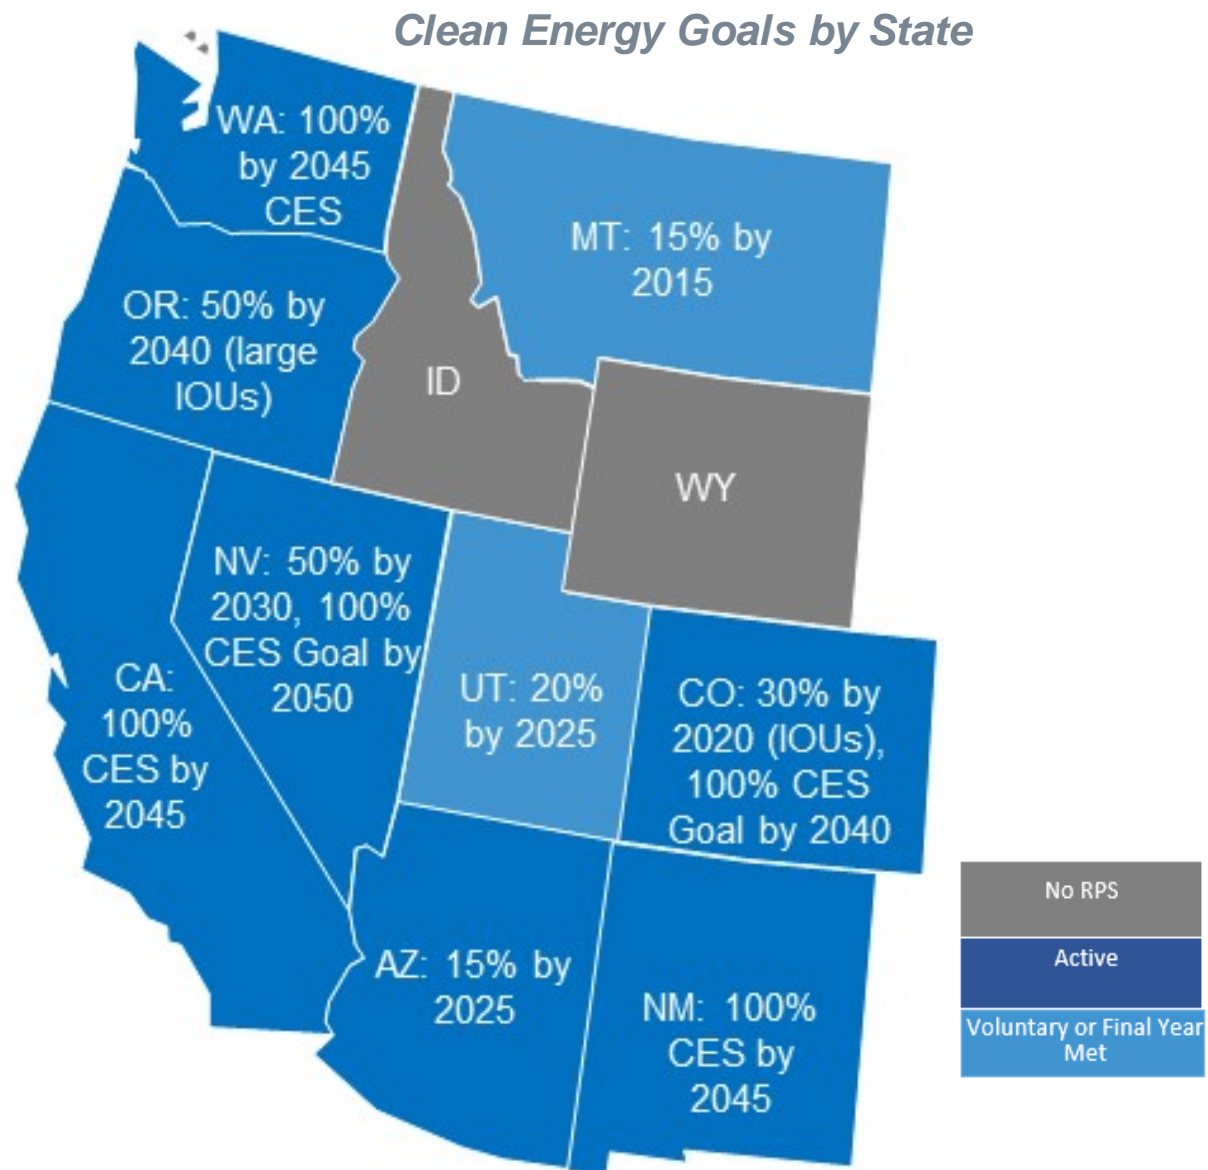 Clean Energy Goals by State
WA: 100%
by 2045
CES
MT: 15% by
2015
OR: 50% by
2040 (large
IOUs)
ID
WY
NV: 50% by
2030, 100%
CES Goal by
2050
CA:
100%
CES by
2045
UT: 20%
by 2025
CO: 30% by
2020 (IOUs),
100% CES
Goal by 2040
AZ: 15% by
2025
NM: 100%
CES by
2045
No RPS
Active
Voluntary or Final Year
Met